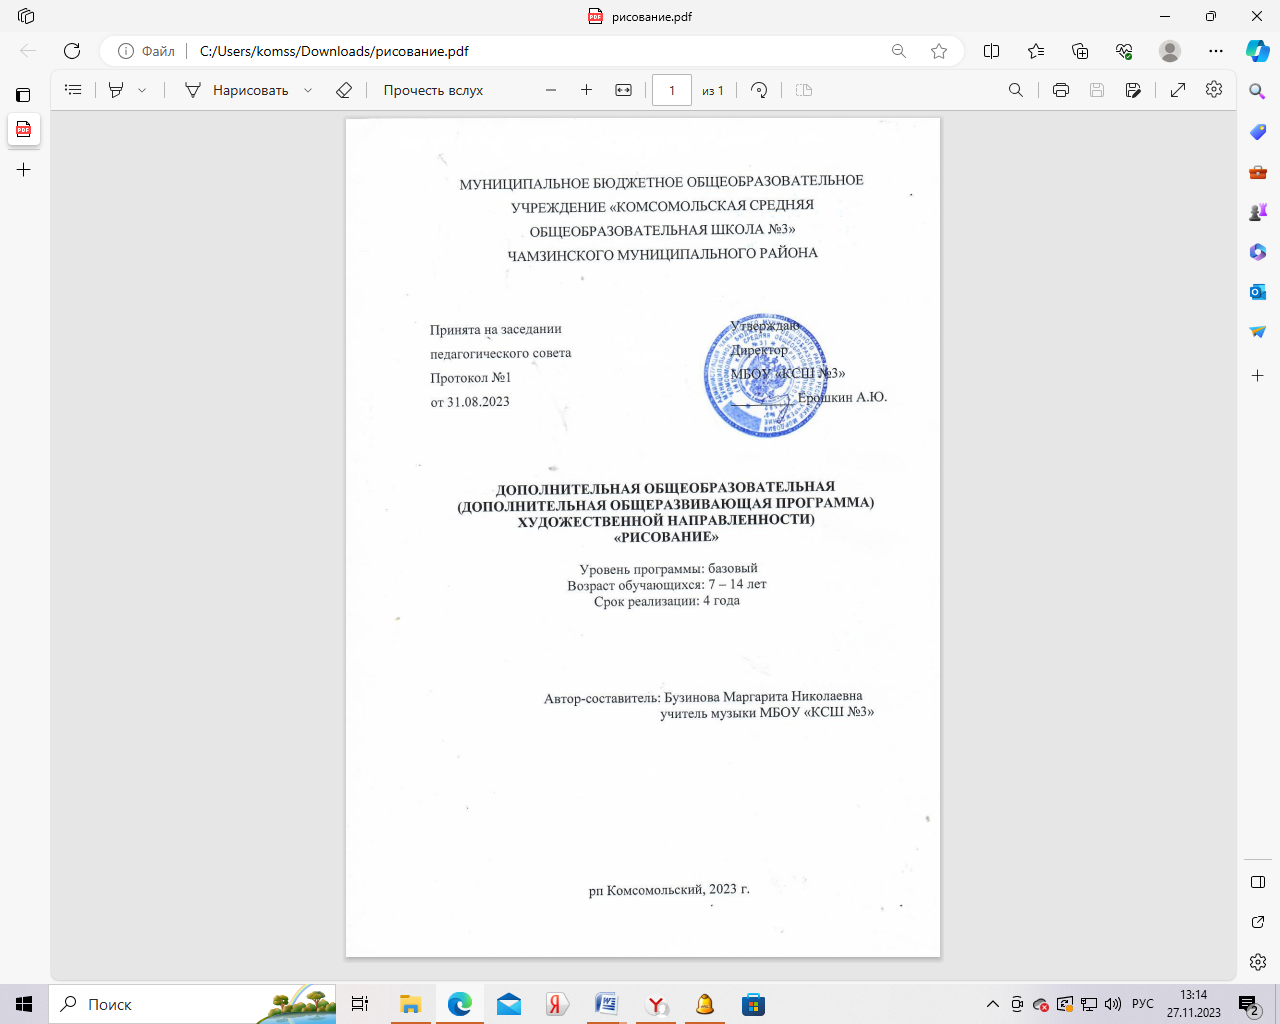 рисование.pdf
Файл
C:/Users/komss/Downloads/рисование.pdf
Нарисовать
Прочесть вслух
1
из 1
МУНИЦИПАЛЬНОЕ БЮДЖЕТНОЕ ОБЩЕОБРАЗОВАТЕЛЬНОЕ
УЧРЕЖДЕНИЕ «КОМСОМОЛЬСКАЯ СРЕДНЯЯ
ОБЩЕОБРАЗОВАТЕЛЬНАЯ ШКОЛА №3»
ЧАМЗИНСКОГО МУНИЦИПАЛЬНОГО РАЙОНА
Принята на заседании
педагогического совета
Протокол №1
от 31.08.2023
Утверждаю
Директор
МБОУ «КСШ №3»
Ерошкин А.Ю.
ДОПОЛНИТЕЛЬНАЯ ОБЩЕОБРАЗОВАТЕЛЬНАЯ
(ДОПОЛНИТЕЛЬНАЯ ОБЩЕРАЗВИВАЮЩАЯ ПРОГРАММА)
ХУДОЖЕСТВЕННОЙ НАПРАВЛЕННОСТИ)
«РИСОВАНИЕ»
Уровень программы: базовый
Возраст обучающихся: 7 – 14 лет
Срок реализации: 4 года
Автор-составитель: Бузинова Маргарита Николаевна
учитель музыки МБОУ «КСШ №3»
рп Комсомольский, 2023 г.
Поиск
РУС
13:14
27.11.2023
2